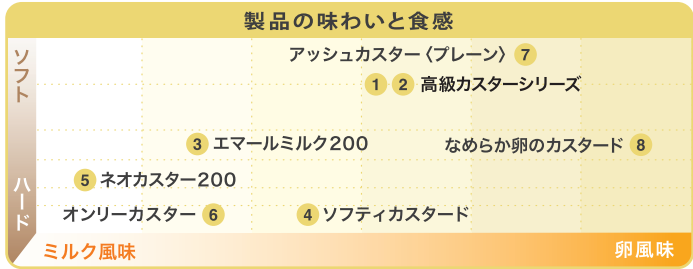 製品の味わいと食感
ソフト
アッシュカスター〈プレーン〉 7
1 2 高級カスターシリーズ
3 エマールミルク200
なめらか卵のカスタード 8
5 ネオカスター200
ハード
オンリーカスター 6
4 ソフティカスタード
ミルク風味
卵風味